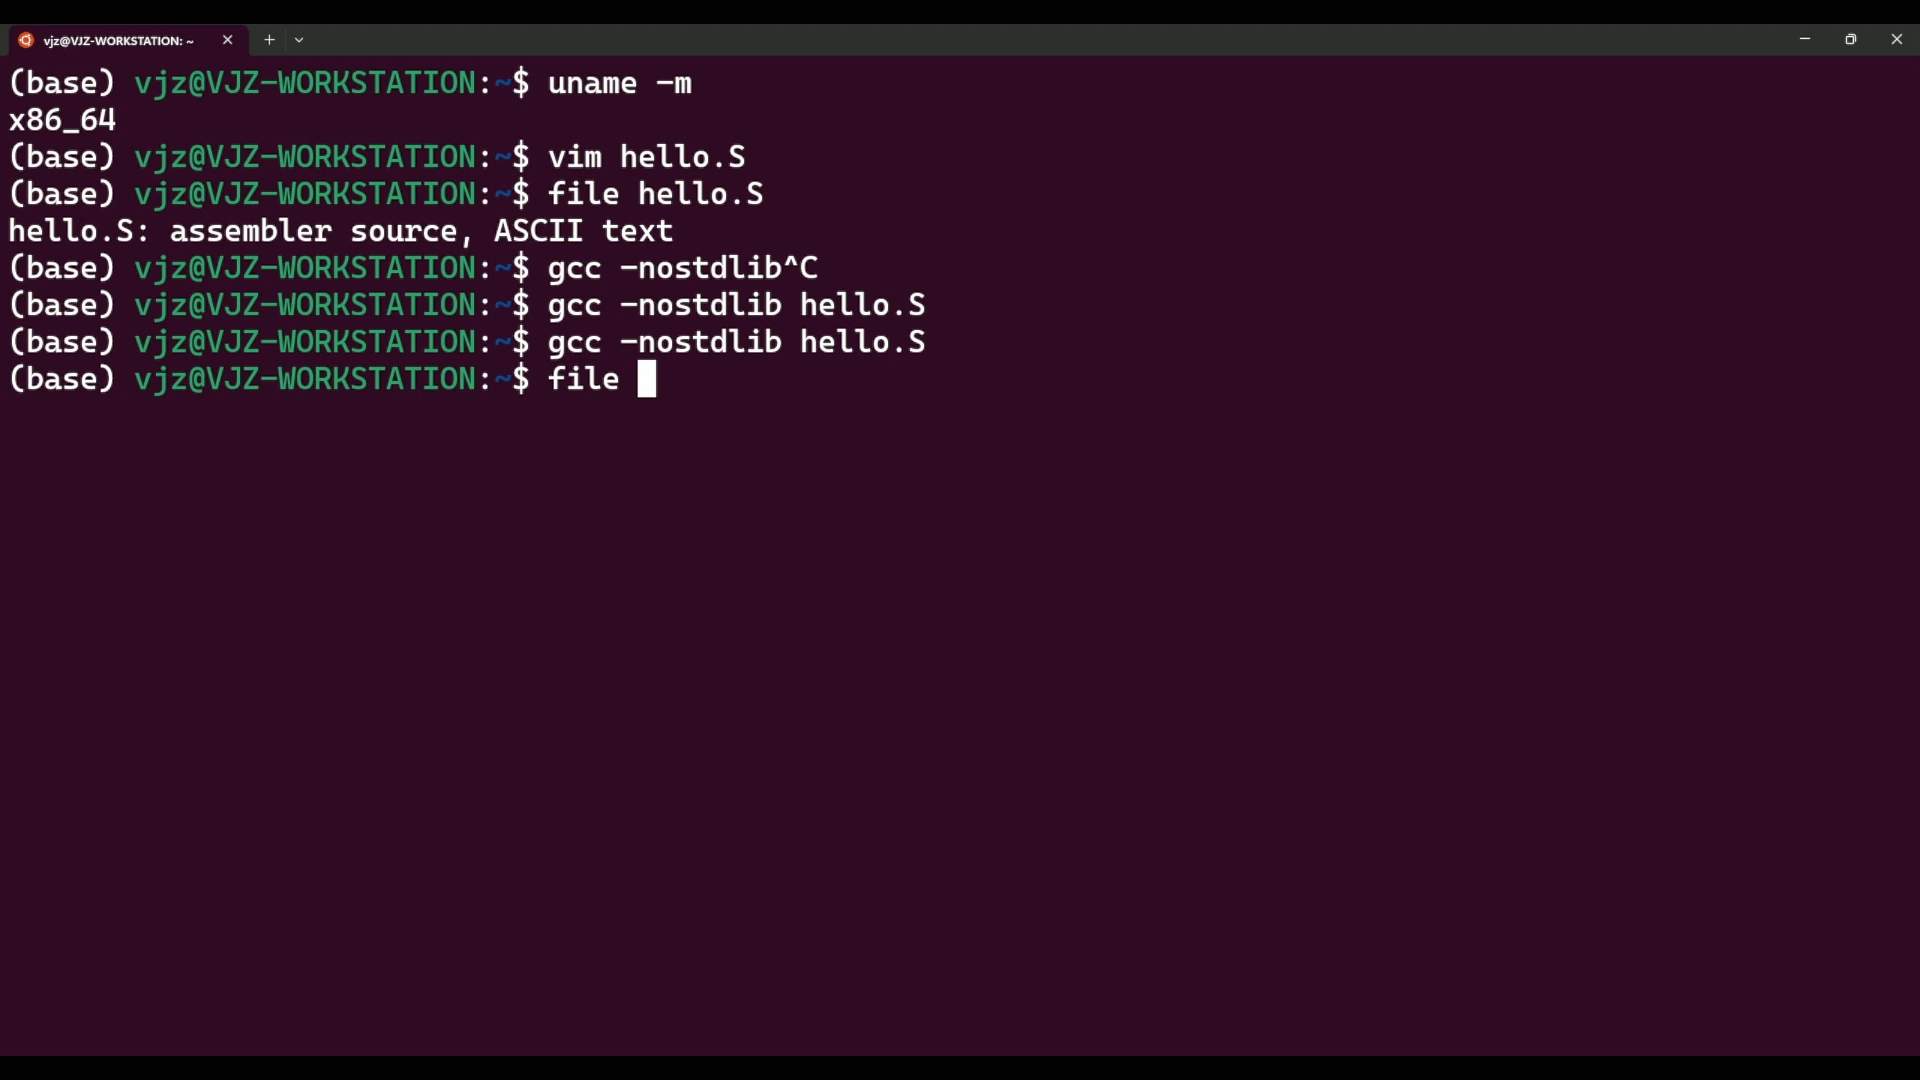 vjz@VJZ-WORKSTATION: ~
(base) vjz@VJZ-WORKSTATION:~$ uname -m
x86_64
(base) vjz@VJZ-WORKSTATION:~$ vim hello.S
(base) vjz@VJZ-WORKSTATION:~$ file hello.S
hello.S: assembler source, ASCII text
(base) vjz@VJZ-WORKSTATION:~$ gcc -nostdlib^C
(base) vjz@VJZ-WORKSTATION:~$ gcc -nostdlib hello.S
(base) vjz@VJZ-WORKSTATION:~$ gcc -nostdlib hello.S
(base) vjz@VJZ-WORKSTATION:~$ file